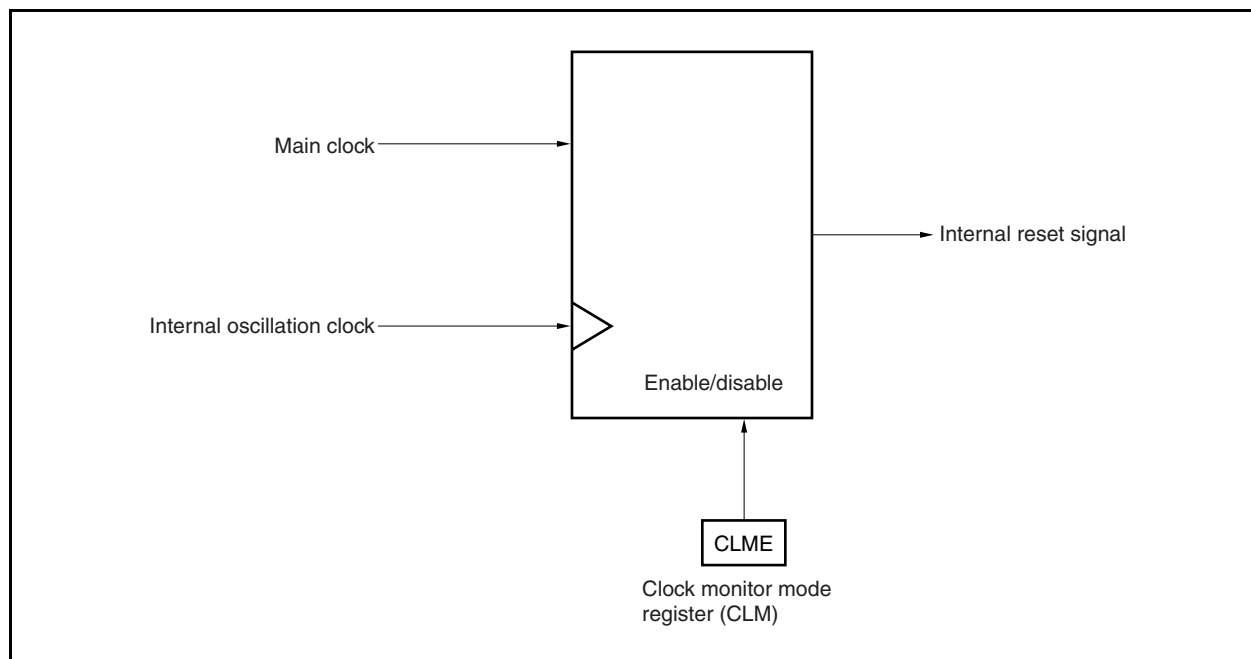 Main clock
Internal reset signal
Internal oscillation clock
Enable/disable
CLME
Clock monitor mode
register (CLM)